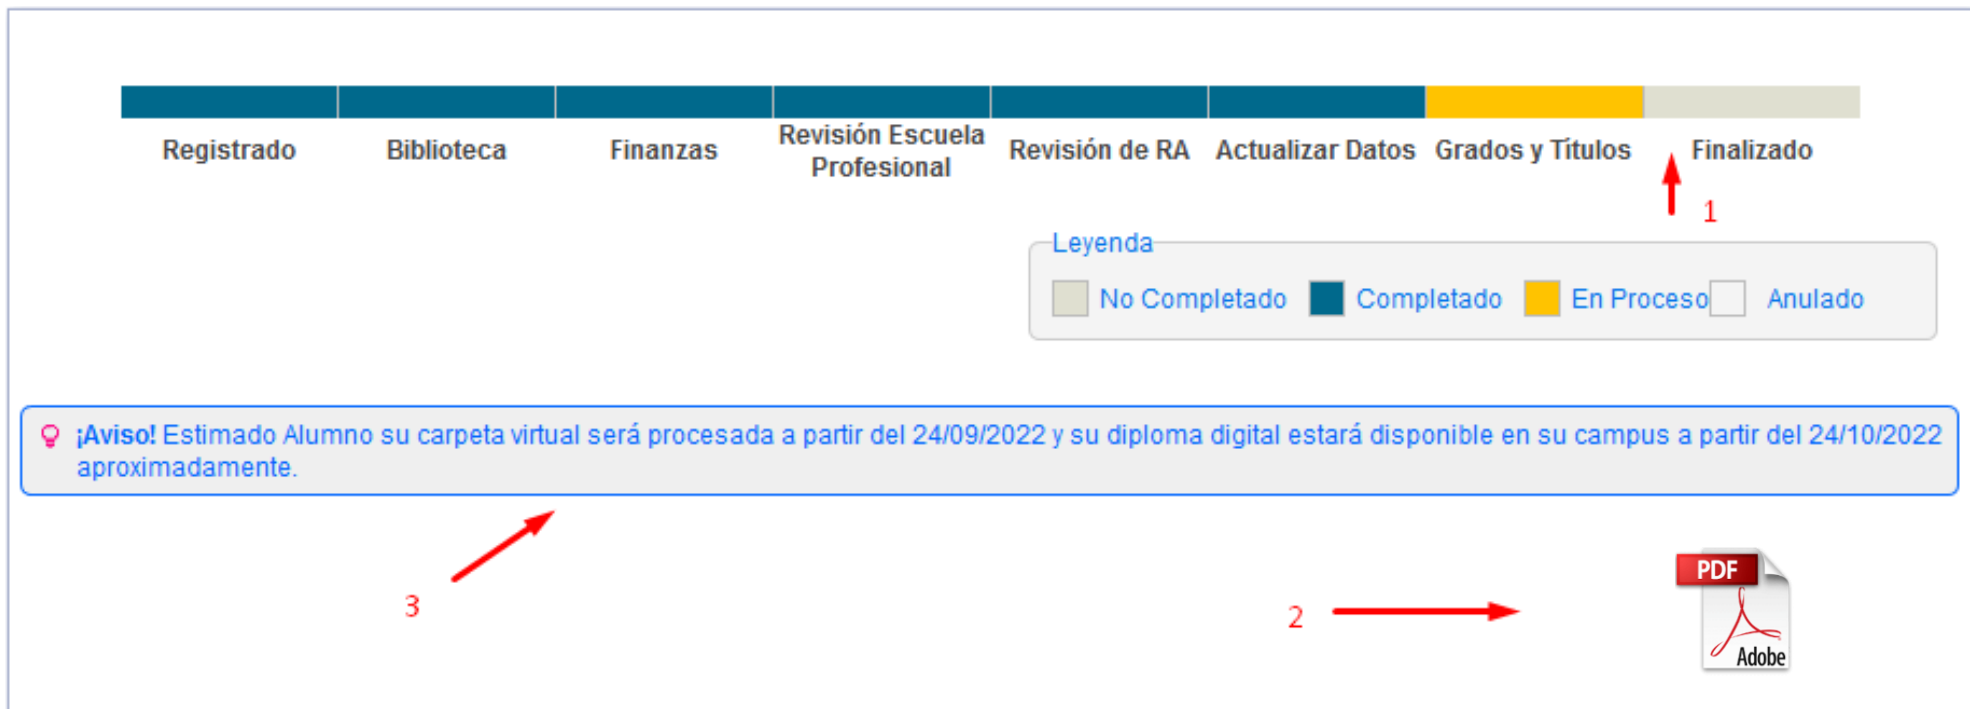 Registrado
Biblioteca
Finanzas
Revisión Escuela
Profesional
Revisión de RA
Actualizar Datos
Grados y Títulos
Finalizado
1
Leyenda
No Completado
Completado
En Proceso
Anulado
¡Aviso! Estimado Alumno su carpeta virtual será procesada a partir del 24/09/2022 y su diploma digital estará disponible en su campus a partir del 24/10/2022
aproximadamente.
3
2
PDF
Adobe